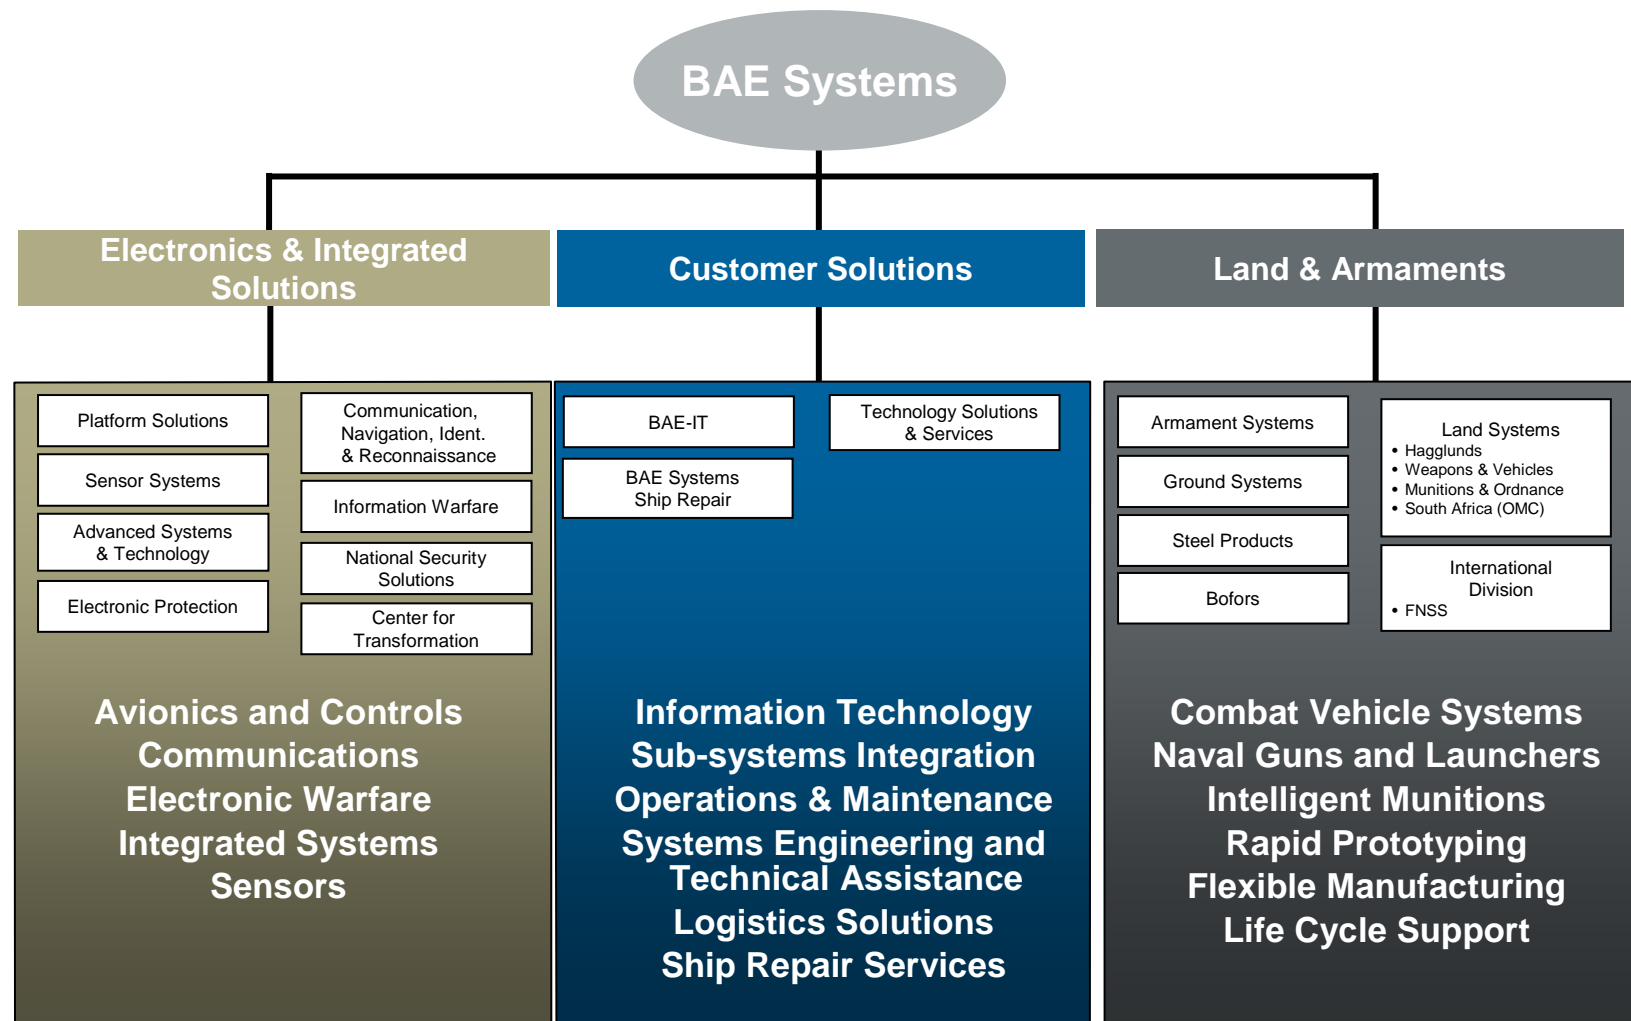 BAE Systems
Electronics & Integrated
Solutions
Customer Solutions
Land & Armaments
Platform Solutions
Sensor Systems
Advanced Systems
& Technology
Electronic Protection
Communication,
Navigation, Ident.
& Reconnaissance
Information Warfare
National Security
Solutions
Center for
Transformation
Avionics and Controls
Communications
Electronic Warfare
Integrated Systems
Sensors
BAE-IT
BAE Systems
Ship Repair
Technology Solutions
& Services
Information Technology
Sub-systems Integration
Operations & Maintenance
Systems Engineering and
Technical Assistance
Logistics Solutions
Ship Repair Services
Armament Systems
Ground Systems
Steel Products
Bofors
Land Systems
• Hagglunds
• Weapons & Vehicles
• Munitions & Ordnance
• South Africa (OMC)
International
Division
• FNSS
Combat Vehicle Systems
Naval Guns and Launchers
Intelligent Munitions
Rapid Prototyping
Flexible Manufacturing
Life Cycle Support